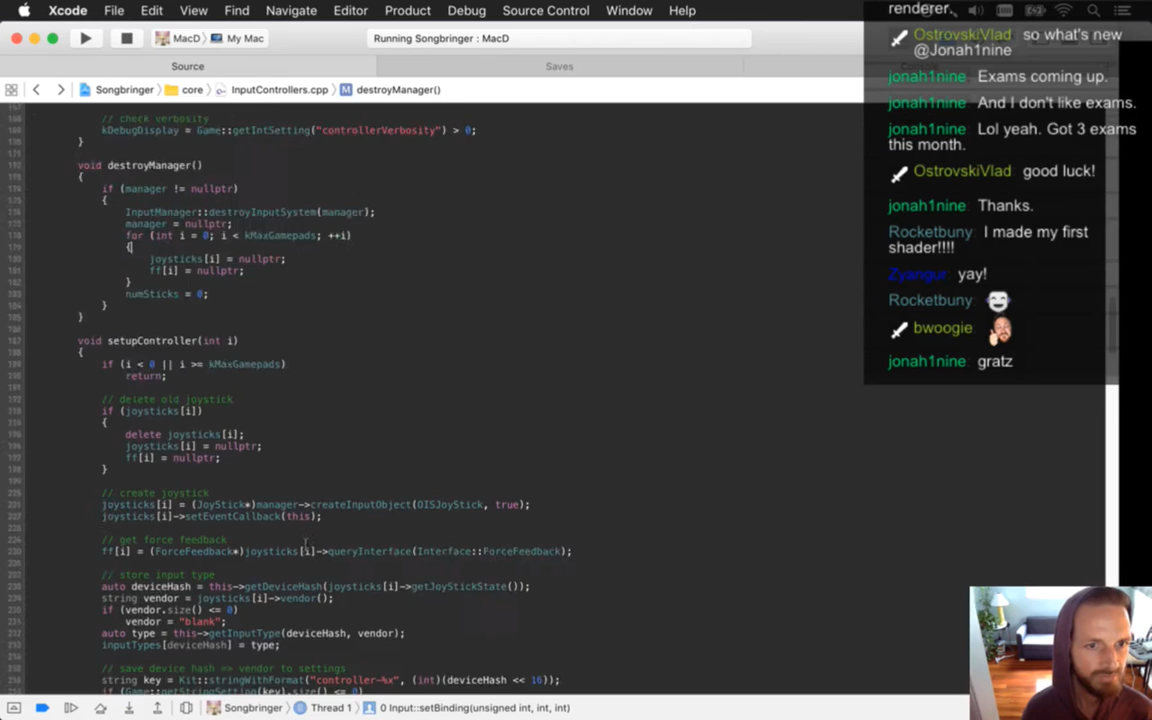 Xcode File Edit View Find Navigate Editor Product Debug Source Control Window Help
MacD My Mac
Running Songbringer : MacD
Source
Saves
Songbringer core InputControllers.cpp M destroyManager()
// check verbosity
kDebugDisplay = Game::getIntSetting("controllerVerbosity") > 0;
}
void destroyManager()
{
if (manager != nullptr)
{
InputManager::destroyInputSystem(manager);
manager = nullptr;
for (int i = 0; i < kMaxGamepads; ++i)
{
joysticks[i] = nullptr;
ff[i] = nullptr;
}
numSticks = 0;
}
}
void setupController(int i)
{
if (i < 0 || i >= kMaxGamepads)
return;
// delete old joystick
if (joysticks[i])
{
delete joysticks[i];
joysticks[i] = nullptr;
ff[i] = nullptr;
}
// create joystick
joysticks[i] = (JoyStick*)manager->createInputObject(OISJoyStick, true);
joysticks[i]->setEventCallback(this);
// get force feedback
ff[i] = (ForceFeedback*)joysticks[i]->queryInterface(Interface::ForceFeedback);
// store input type
auto deviceHash = this->getDeviceHash(joysticks[i]->getJoyStickState());
string vendor = joysticks[i]->vendor();
if (vendor.size() <= 0)
vendor = "blank";
auto type = this->getInputType(deviceHash, vendor);
inputTypes[deviceHash] = type;
// save device hash => vendor to settings
string key = Kit::stringWithFormat("controller-%x", (int)(deviceHash << 16));
if (Game::getStringSetting(key).size() <= 0)
Songbringer Thread 1 0 Input::setBinding(unsigned int, int, int)
renderer.
OstrovskiVlad so what's new
@Jonah1nine
jonah1nine: Exams coming up.
jonah1nine: And I don't like exams.
jonah1nine: Lol yeah. Got 3 exams
this month.
OstrovskiVlad good luck!
jonah1nine: Thanks.
Rocketbuny: I made my first
shader!!!!
Zyangur: yay!
Rocketbuny:
bwoogie:
jonah1nine: gratz